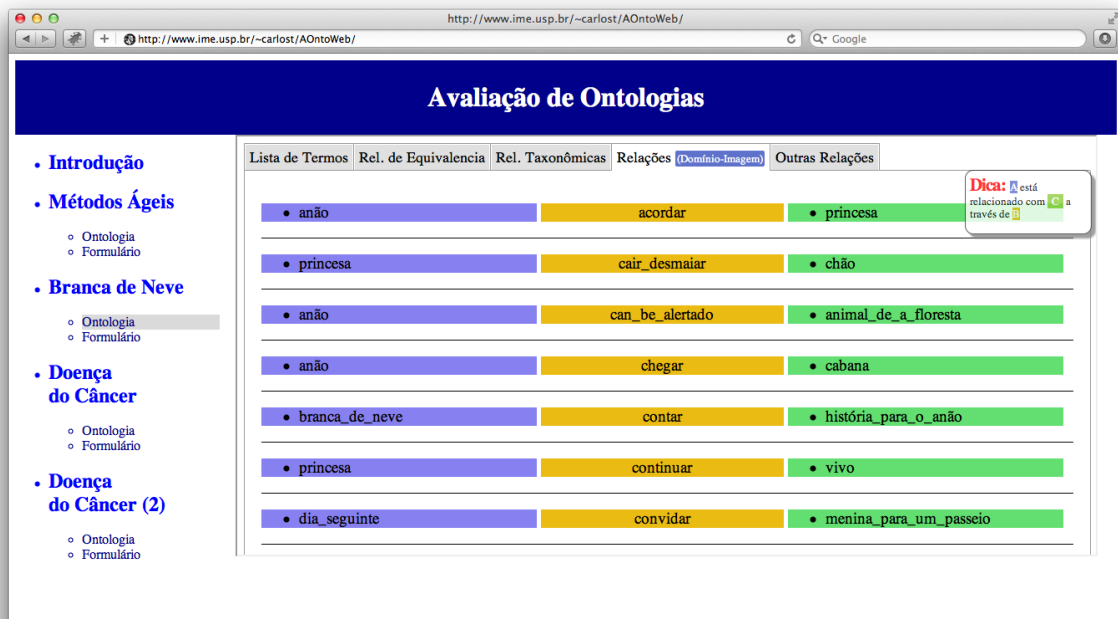 http://www.ime.usp.br/~carlost/AOntoWeb/
http://www.ime.usp.br/~carlost/AOntoWeb/
Google
Avaliação de Ontologias
Introdução
Métodos Ágeis
Ontologia
Formulário
Branca de Neve
Ontologia
Formulário
Doença
do Câncer
Ontologia
Formulário
Doença
do Câncer (2)
Ontologia
Formulário
Lista de Termos Rel. de Equivalencia Rel. Taxonômicas Relações (Domínio-Imagem) Outras Relações
Dica: A está
relacionado com C a
través de B
anão acordar princesa
princesa cair_desmaiar chão
anão can_be_alertado animal_de_a_floresta
anão chegar cabana
branca_de_neve contar história_para_o_anão
princesa continuar vivo
dia_seguinte convidar menina_para_um_passeio